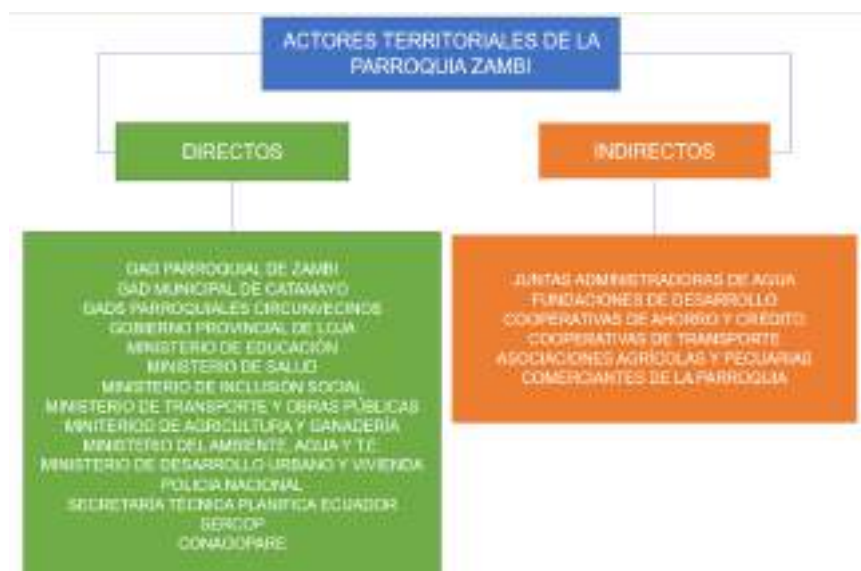 ACTORES TERRITORIALES DE LA
PARROQUIA ZAMBI
DIRECTOS
INDIRECTOS
GAD PARROQUIAL DE ZAMBI
GAD MUNICIPAL DE CATAMAYO
GADS PARROQUIALES CIRCUNVECINOS
GOBIERNO PROVINCIAL DE LOJA
MINISTERIO DE EDUCACIÓN
MINISTERIO DE SALUD
MINISTERIO DE INCLUSIÓN SOCIAL
MINISTERIO DE TRANSPORTE Y OBRAS PÚBLICAS
MINITERIOO DE AGRICULTURA Y GANADERÍA
MINISTERIO DEL AMBIENTE, AGUA Y T.E.
MINISTERIO DE DESARROLLO URBANO Y VIVIENDA
POLICIA NACIONAL
SECRETARÍA TÉCNICA PLANIFICA ECUADOR
SERCOP
CONAGOPARE
JUNTAS ADMINISTRADORAS DE AGUA
FUNDACIONES DE DESARROLLO
COOPERATIVAS DE AHORRO Y CRÉDITO
COOPERATIVAS DE TRANSPORTE
ASOCIACIONES AGRÍCOLAS Y PECUARIAS
COMERCIANTES DE LA PARROQUIA